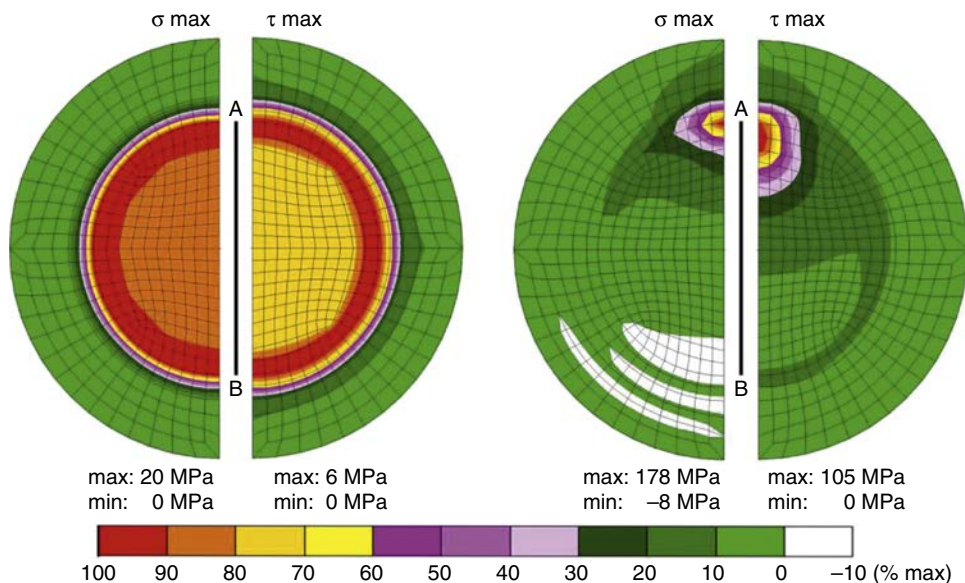 σ max τ max σ max τ max
A A
B B
max: 20 MPa max: 6 MPa max: 178 MPa max: 105 MPa
min: 0 MPa min: 0 MPa min: –8 MPa min: 0 MPa
100 90 80 70 60 50 40 30 20 10 0 –10 (% max)